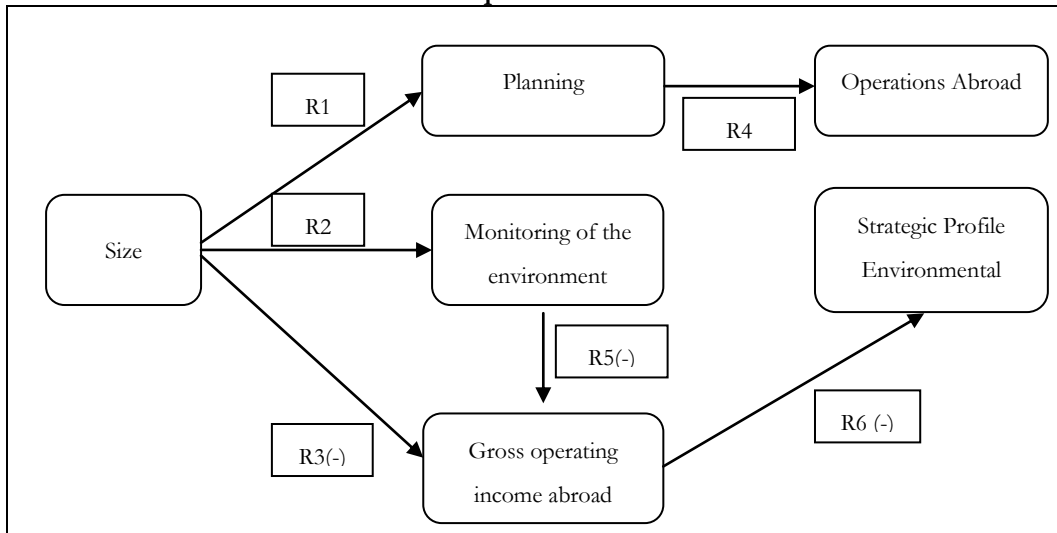 R1
Planning
Operations Abroad
R4
R2
Size
Monitoring of the
environment
Strategic Profile
Environmental
R5(-)
R3(-)
Gross operating
income abroad
R6 (-)